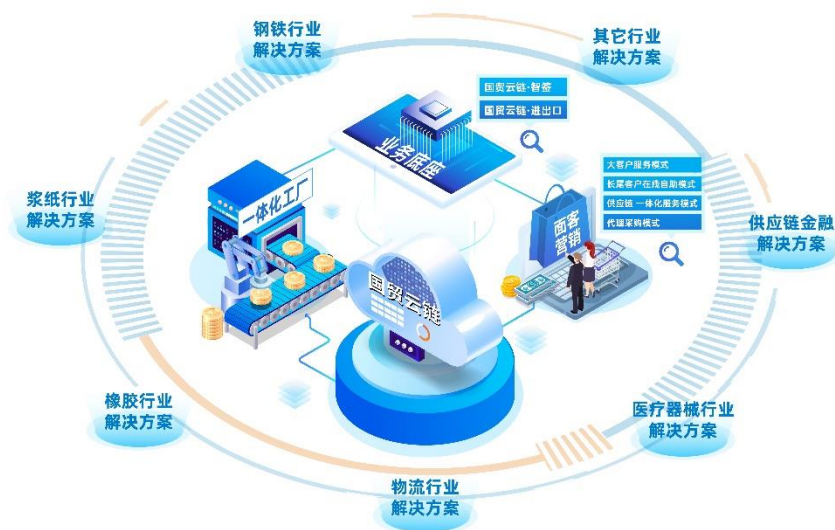 钢铁行业
解决方案
其它行业
解决方案
国贸云链·智签
国贸云链·进出口
业务底座
大客户服务模式
长尾客户在线自助模式
供应链一体化服务模式
代理采购模式
一体化工厂
面客
营销
浆纸行业
解决方案
供应链金融
解决方案
国贸云链
橡胶行业
解决方案
医疗器械行业
解决方案
物流行业
解决方案